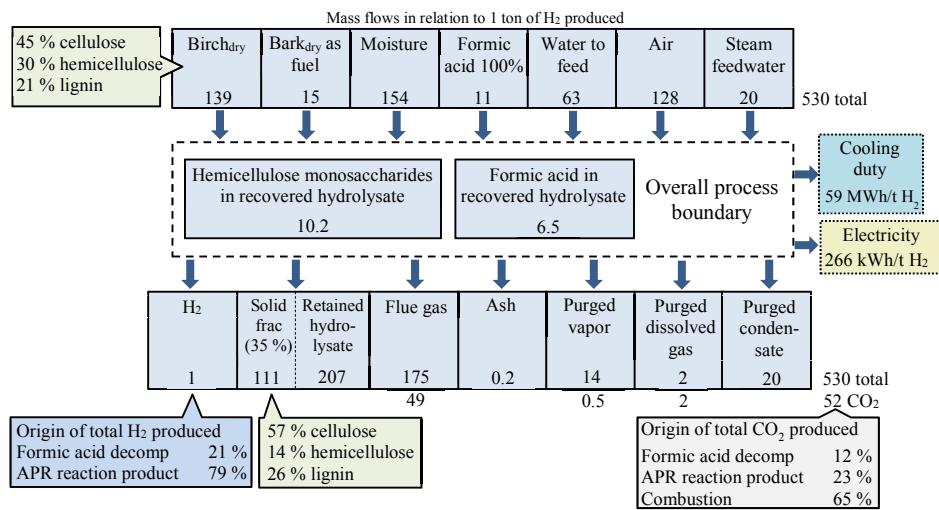 Mass flows in relation to 1 ton of H2 produced
45 % cellulose
30 % hemicellulose
21 % lignin
Birchdry
139
Barkdry as
fuel
15
Moisture
154
Formic
acid 100%
11
Water to
feed
63
Air
128
Steam
feedwater
20
530 total
Hemicellulose monosaccharides
in recovered hydrolysate
10.2
Formic acid in
recovered hydrolysate
6.5
Overall process
boundary
Cooling
duty
59 MWh/t H2
Electricity
266 kWh/t H2
H2
1
Solid
frac
(35 %)
111
Retained
hydro-
lysate
207
Flue gas
175
Ash
0.2
Purged
vapor
14
Purged
dissolved
gas
2
Purged
conden-
sate
20
530 total
49
0.5
2
52 CO2
Origin of total H2 produced
Formic acid decomp 21 %
APR reaction product 79 %
57 % cellulose
14 % hemicellulose
26 % lignin
Origin of total CO2 produced
Formic acid decomp 12 %
APR reaction product 23 %
Combustion 65 %